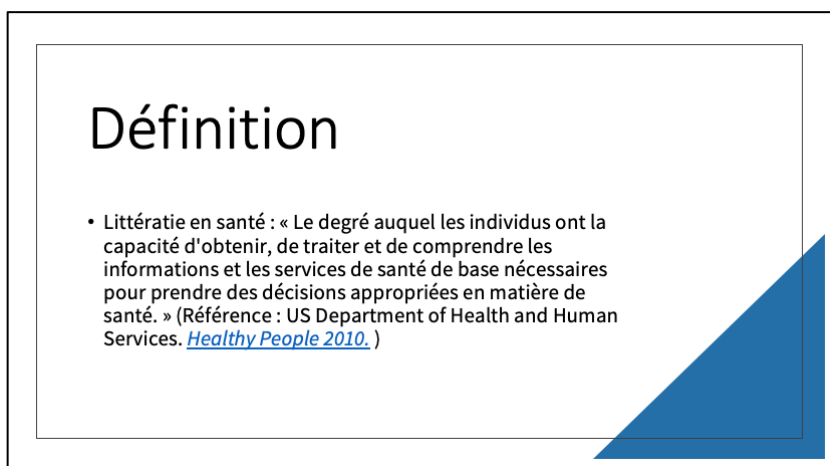 Définition
• Littératie en santé : « Le degré auquel les individus ont la
capacité d'obtenir, de traiter et de comprendre les
informations et les services de santé de base nécessaires
pour prendre des décisions appropriées en matière de
santé. » (Référence : US Department of Health and Human
Services. Healthy People 2010. )